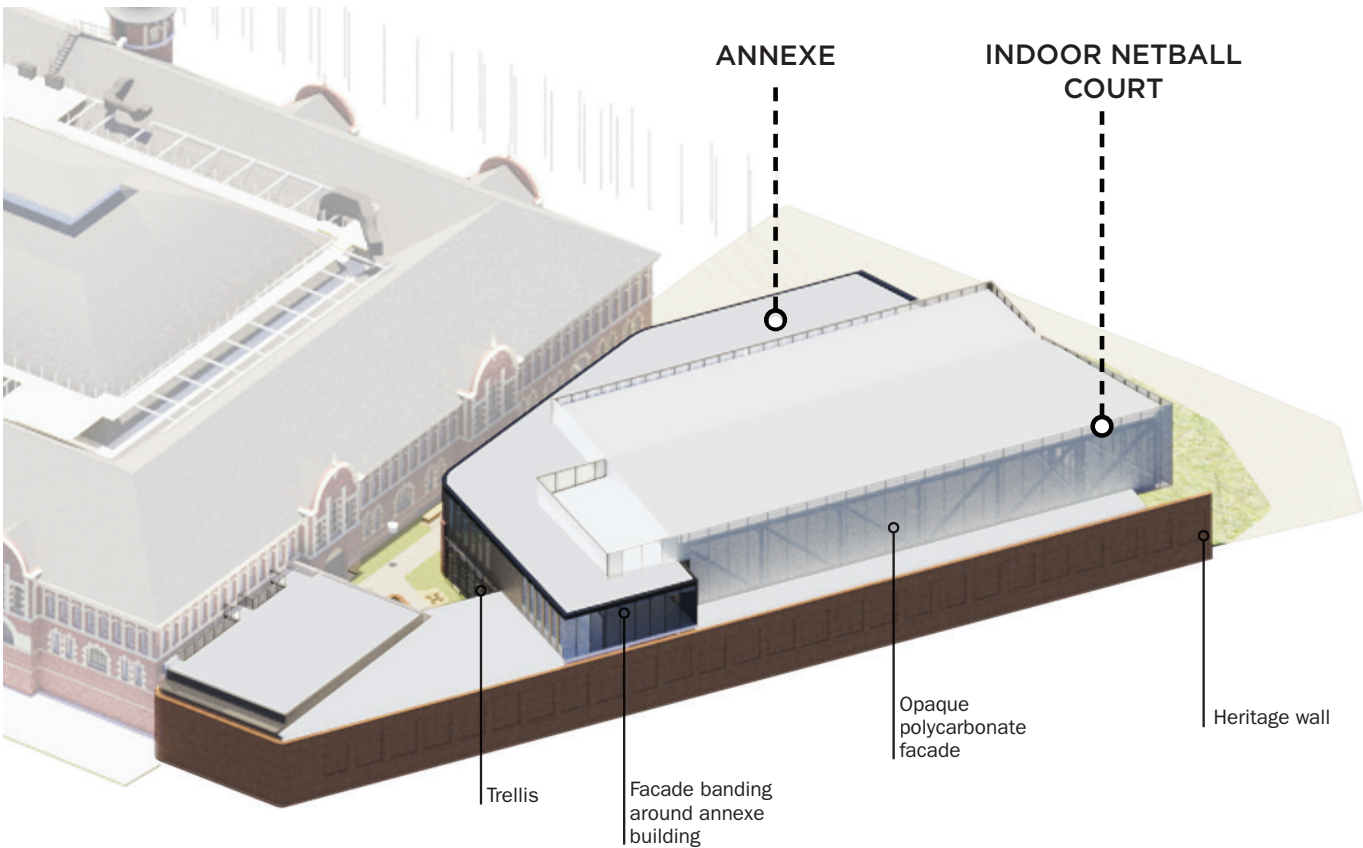 ANNEXE
INDOOR NETBALL
COURT
Opaque
polycarbonate
facade
Heritage wall
Trellis
Facade banding
around annexe
building